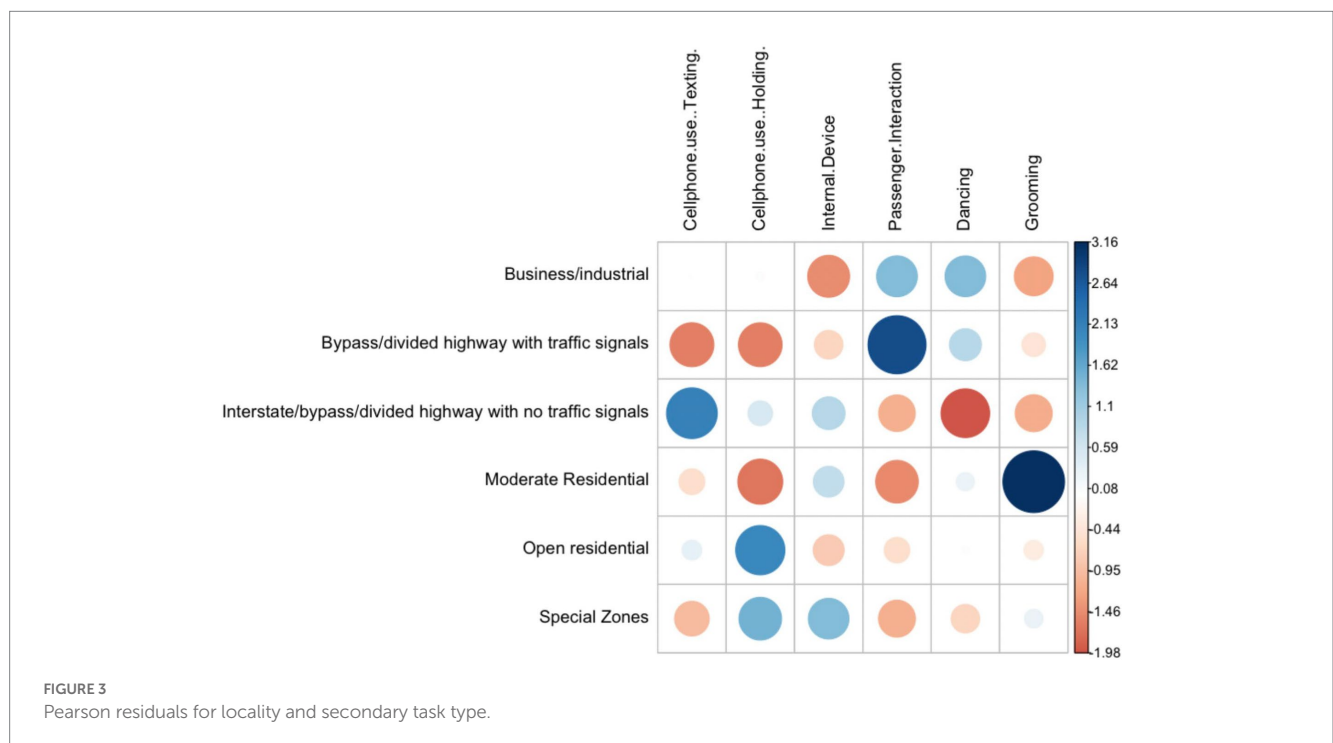 Cellphone.use..Texting.
Cellphone.use..Holding.
Internal.Device
Passenger.Interaction
Dancing
Grooming
Business/industrial
Bypass/divided highway with traffic signals
Interstate/bypass/divided highway with no traffic signals
Moderate Residential
Open residential
Special Zones
3.16
2.64
2.13
1.62
1.1
0.59
0.08
-0.44
-0.95
-1.46
-1.98
FIGURE 3
Pearson residuals for locality and secondary task type.